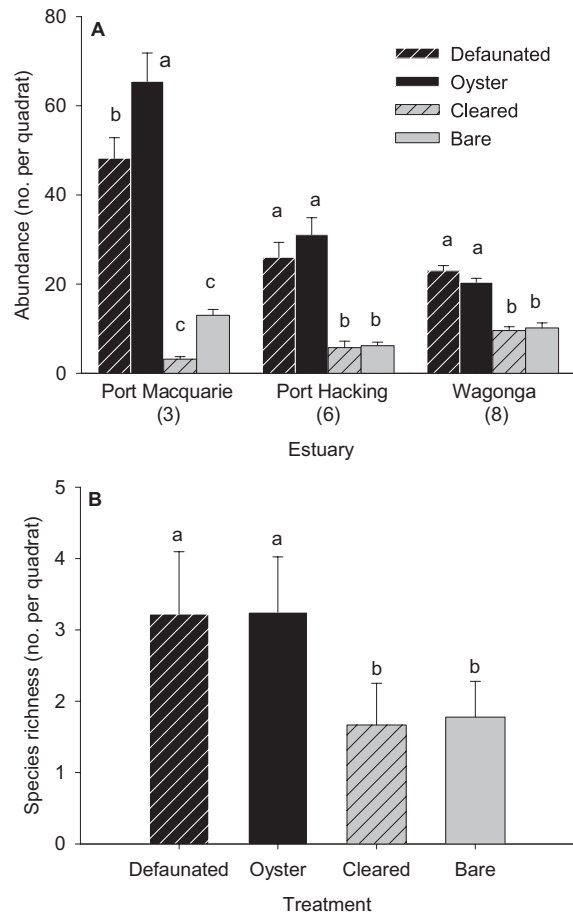 A
Defaunated
Oyster
Cleared
Bare
Abundance (no. per quadrat)
80
60
40
20
0
b
a
c
c
a
a
b
b
a
a
b
b
Port Macquarie
(3)
Port Hacking
(6)
Wagonga
(8)
Estuary
B
Species richness (no. per quadrat)
5
4
3
2
1
0
a
a
b
b
Defaunated
Oyster
Cleared
Bare
Treatment